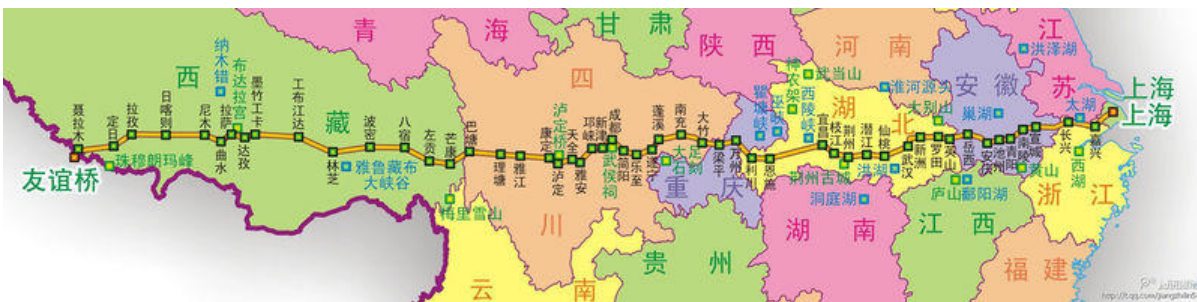 青海
甘肃
陕西
河南
江苏
安徽
西藏
四川
重庆
湖北
湖南
江西
浙江
福建
贵州
云南
上海
上海
友谊桥
聂拉木
定日
拉孜
日喀则
尼木
曲水
拉萨
达孜
墨竹工卡
工布江达
林芝
波密
八宿
左贡
芒康
巴塘
理塘
雅江
康定
泸定
天全
雅安
邛崃
新津
成都
简阳
乐至
遂宁
蓬溪
南充
大竹
梁平
万州
利川
恩施
宜昌
枝江
荆州
潜江
仙桃
武汉
新洲
罗田
英山
岳西
安庆
池州
青阳
南陵
宣城
长兴
嘉兴
纳木错
布达拉宫
珠穆朗玛峰
雅鲁藏布
大峡谷
梅里雪山
泸定桥
武侯祠
大足
石刻
瞿塘峡
巫峡
西陵峡
神农架
武当山
荆州古城
洪湖
洞庭湖
淮河源头
大别山
巢湖
庐山
鄱阳湖
黄山
西湖
太湖
洪泽湖